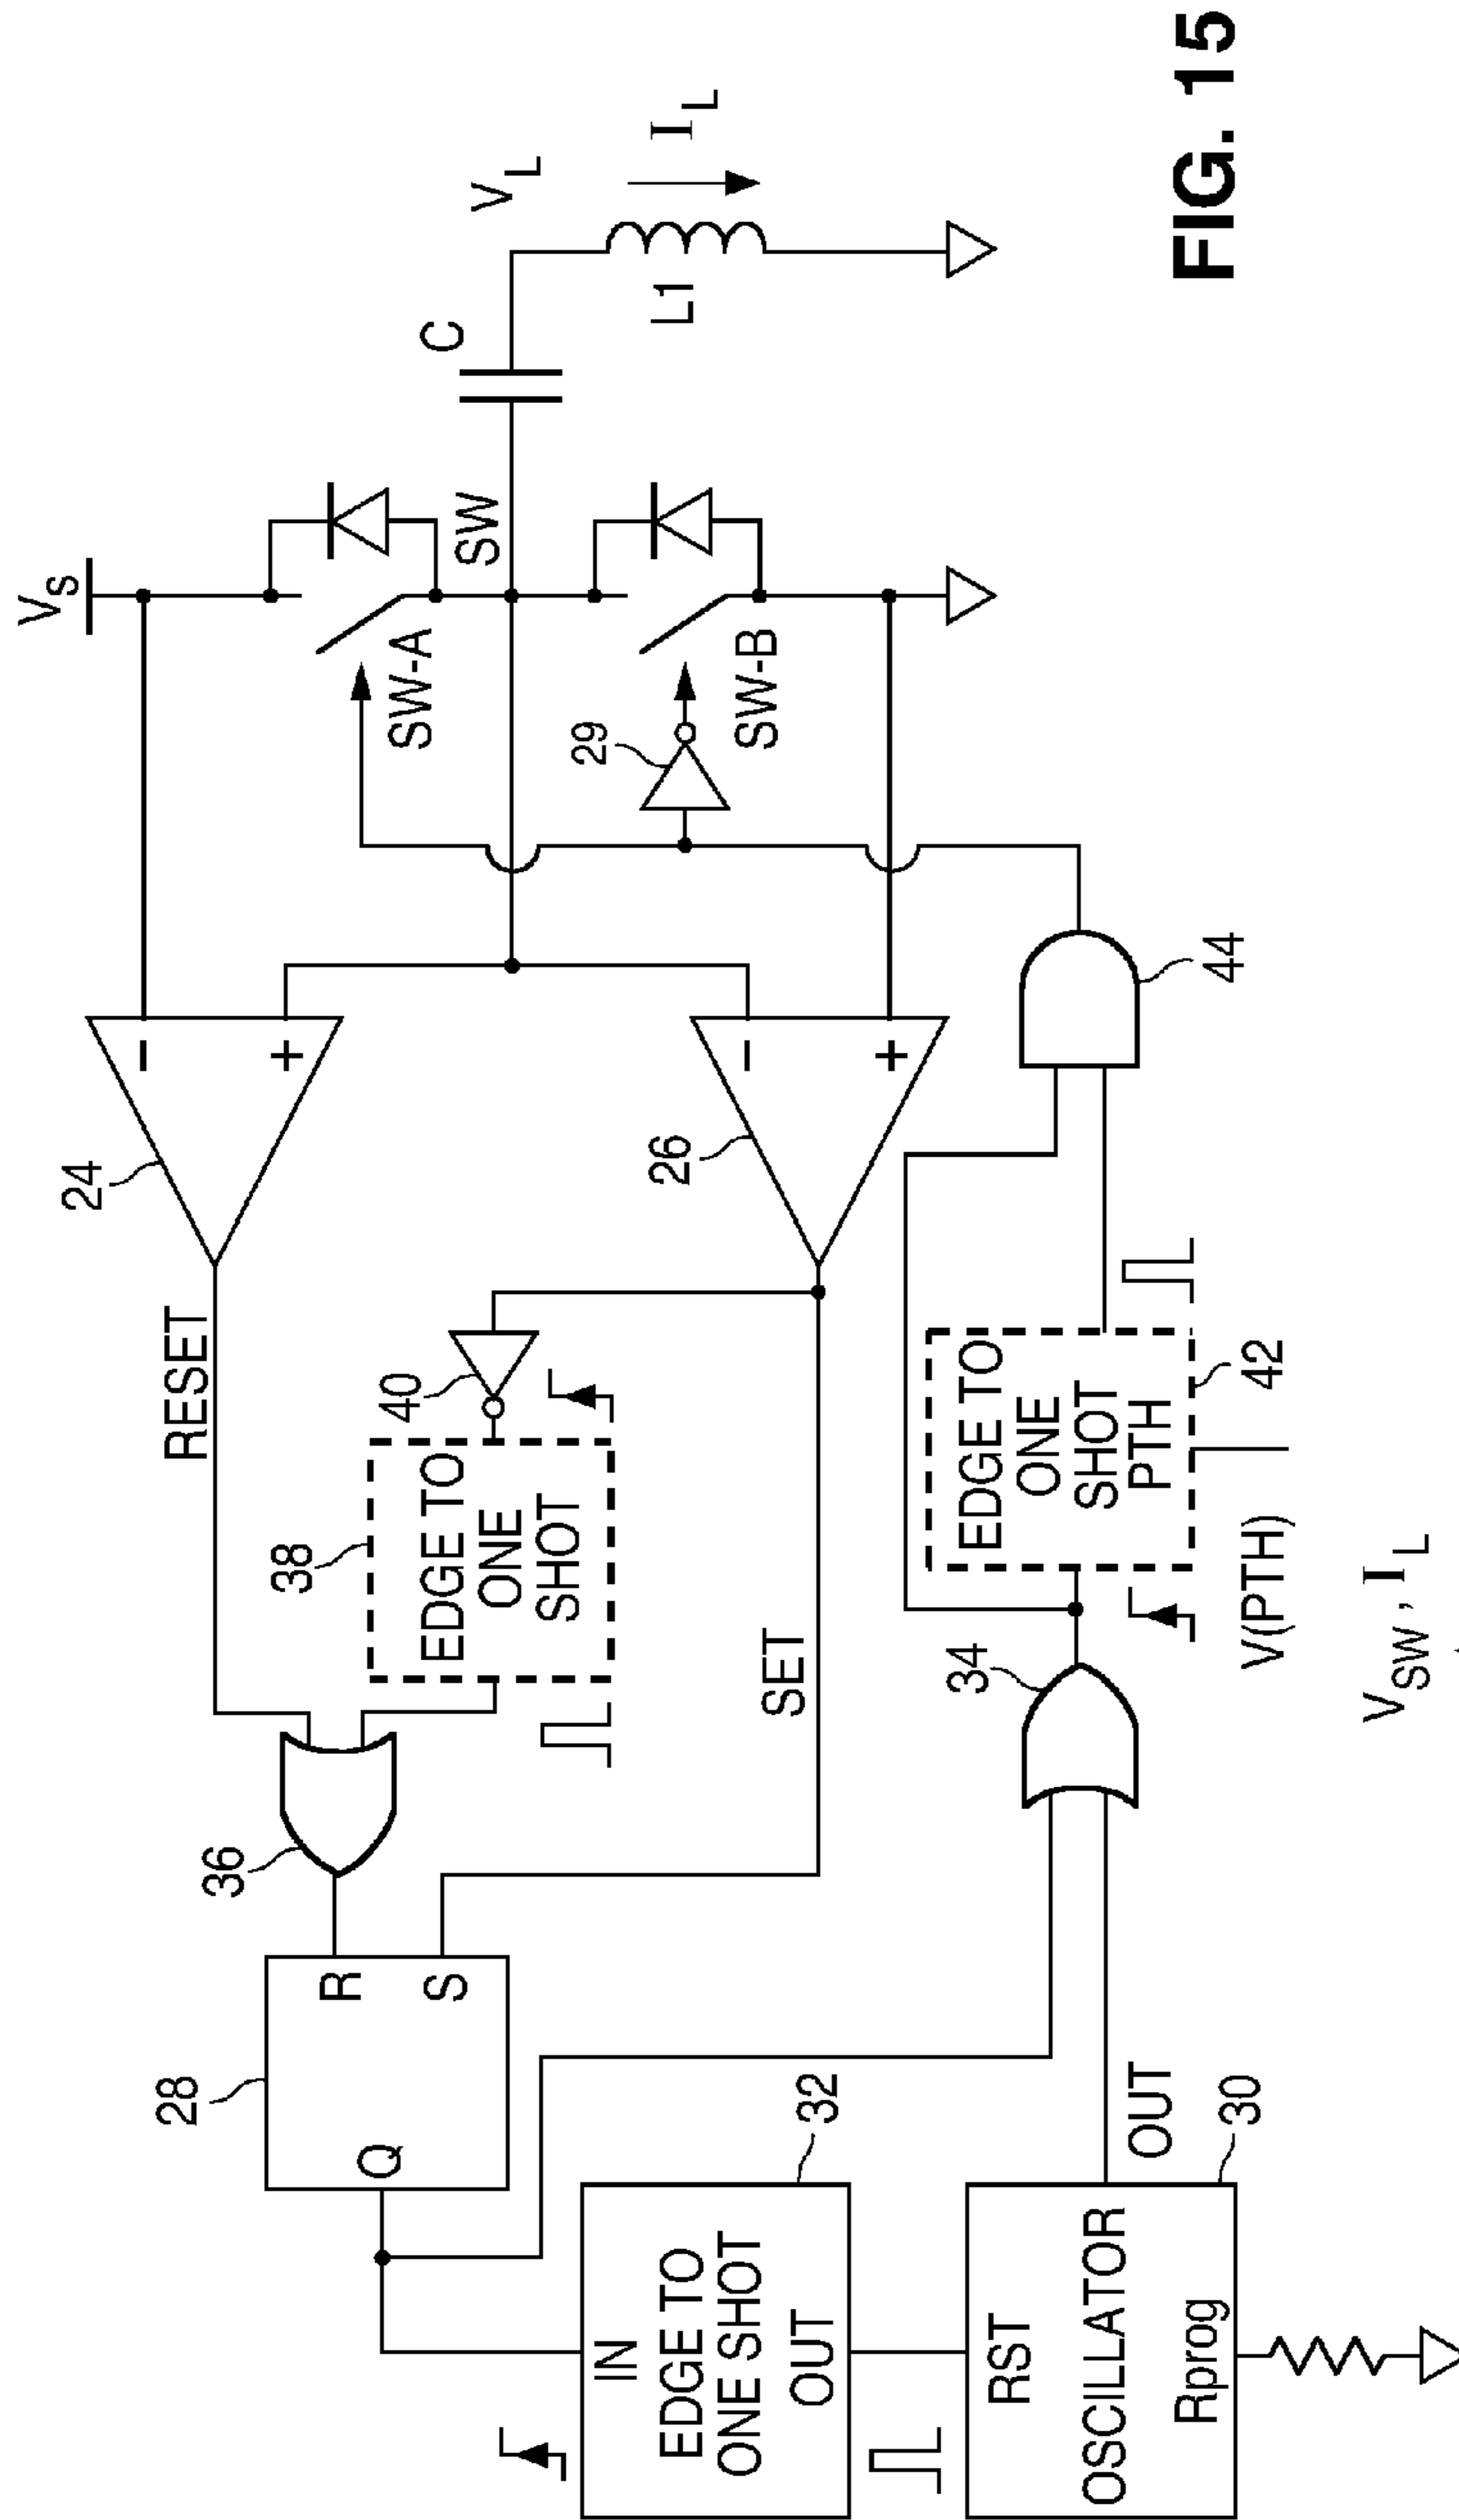 28
Q
R
S
36
RESET
24
−
+
V_S
38
EDGE TO
ONE
SHOT
40
SW-A
SW
C
V_L
I_L
L1
IN
EDGE TO
ONE SHOT
OUT
32
SET
26
−
+
29
SW-B
RST
OSCILLATOR
Rprog
OUT
30
34
EDGE TO
ONE
SHOT
PTH
42
V(PTH)
44
V_SW, I_L
FIG. 15